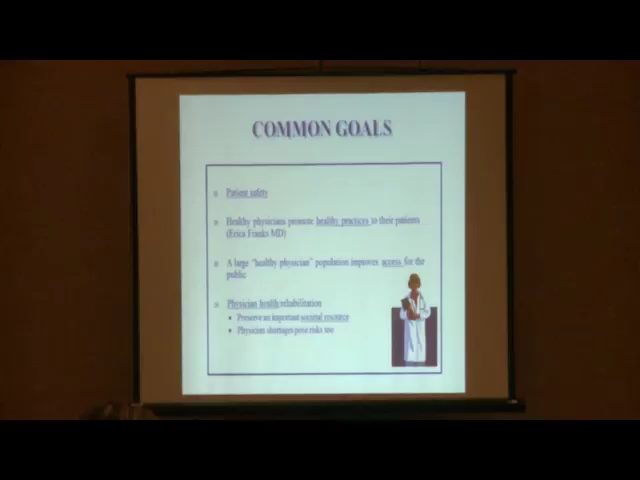 COMMON GOALS
Patient safety
Healthy physicians promote healthy practices to their patients
(Erica Franks MD)
A large "healthy physician" population improves access for the
public
Physician health rehabilitation
Preserve an important societal resource
Physician shortages pose risks too